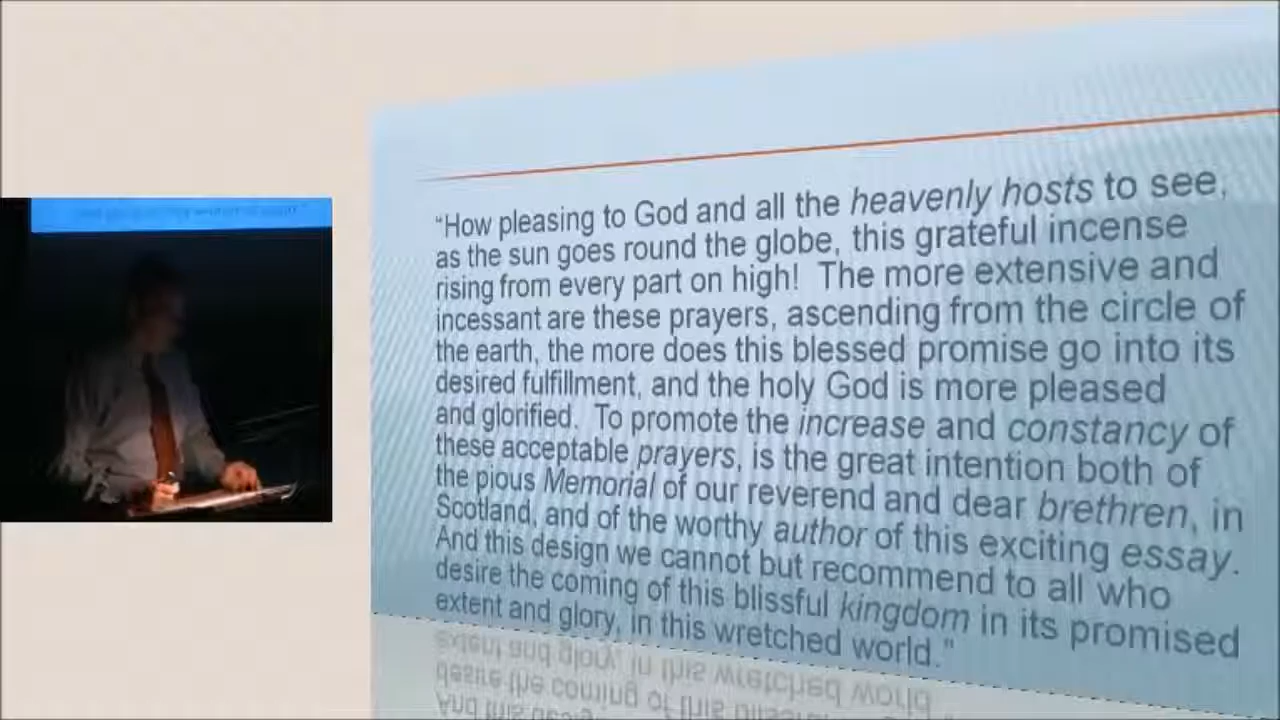 “How pleasing to God and all the heavenly hosts to see,
as the sun goes round the globe, this grateful incense
rising from every part on high!  The more extensive and
incessant are these prayers, ascending from the circle of
the earth, the more does this blessed promise go into its
desired fulfillment, and the holy God is more pleased
and glorified.  To promote the increase and constancy of
these acceptable prayers, is the great intention both of
the pious Memorial of our reverend and dear brethren, in
Scotland, and of the worthy author of this exciting essay.
And this design we cannot but recommend to all who
desire the coming of this blissful kingdom in its promised
extent and glory, in this wretched world.”